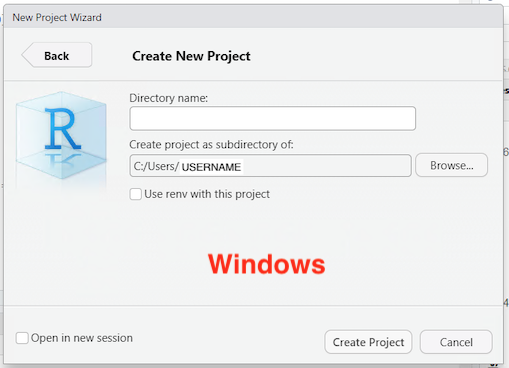 New Project Wizard
Back
Create New Project
R
Directory name:
Create project as subdirectory of:
C:/Users/ USERNAME
Browse...
Use renv with this project
Windows
Open in new session
Create Project
Cancel